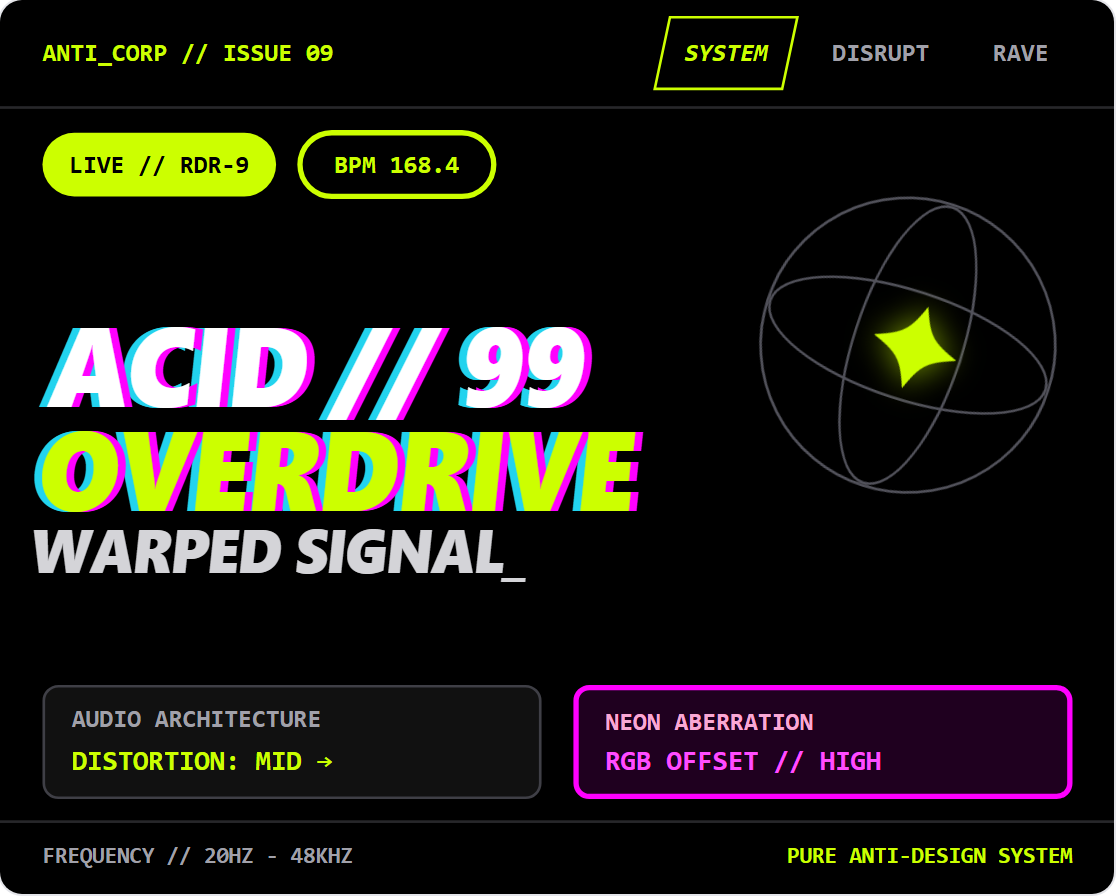 ANTI_CORP // ISSUE 09
SYSTEM DISRUPT RAVE
LIVE // RDR-9 BPM 168.4
ACID // 99
OVERDRIVE
WARPED SIGNAL_
AUDIO ARCHITECTURE
DISTORTION: MID →
NEON ABERRATION
RGB OFFSET // HIGH
FREQUENCY // 20HZ - 48KHZ
PURE ANTI-DESIGN SYSTEM